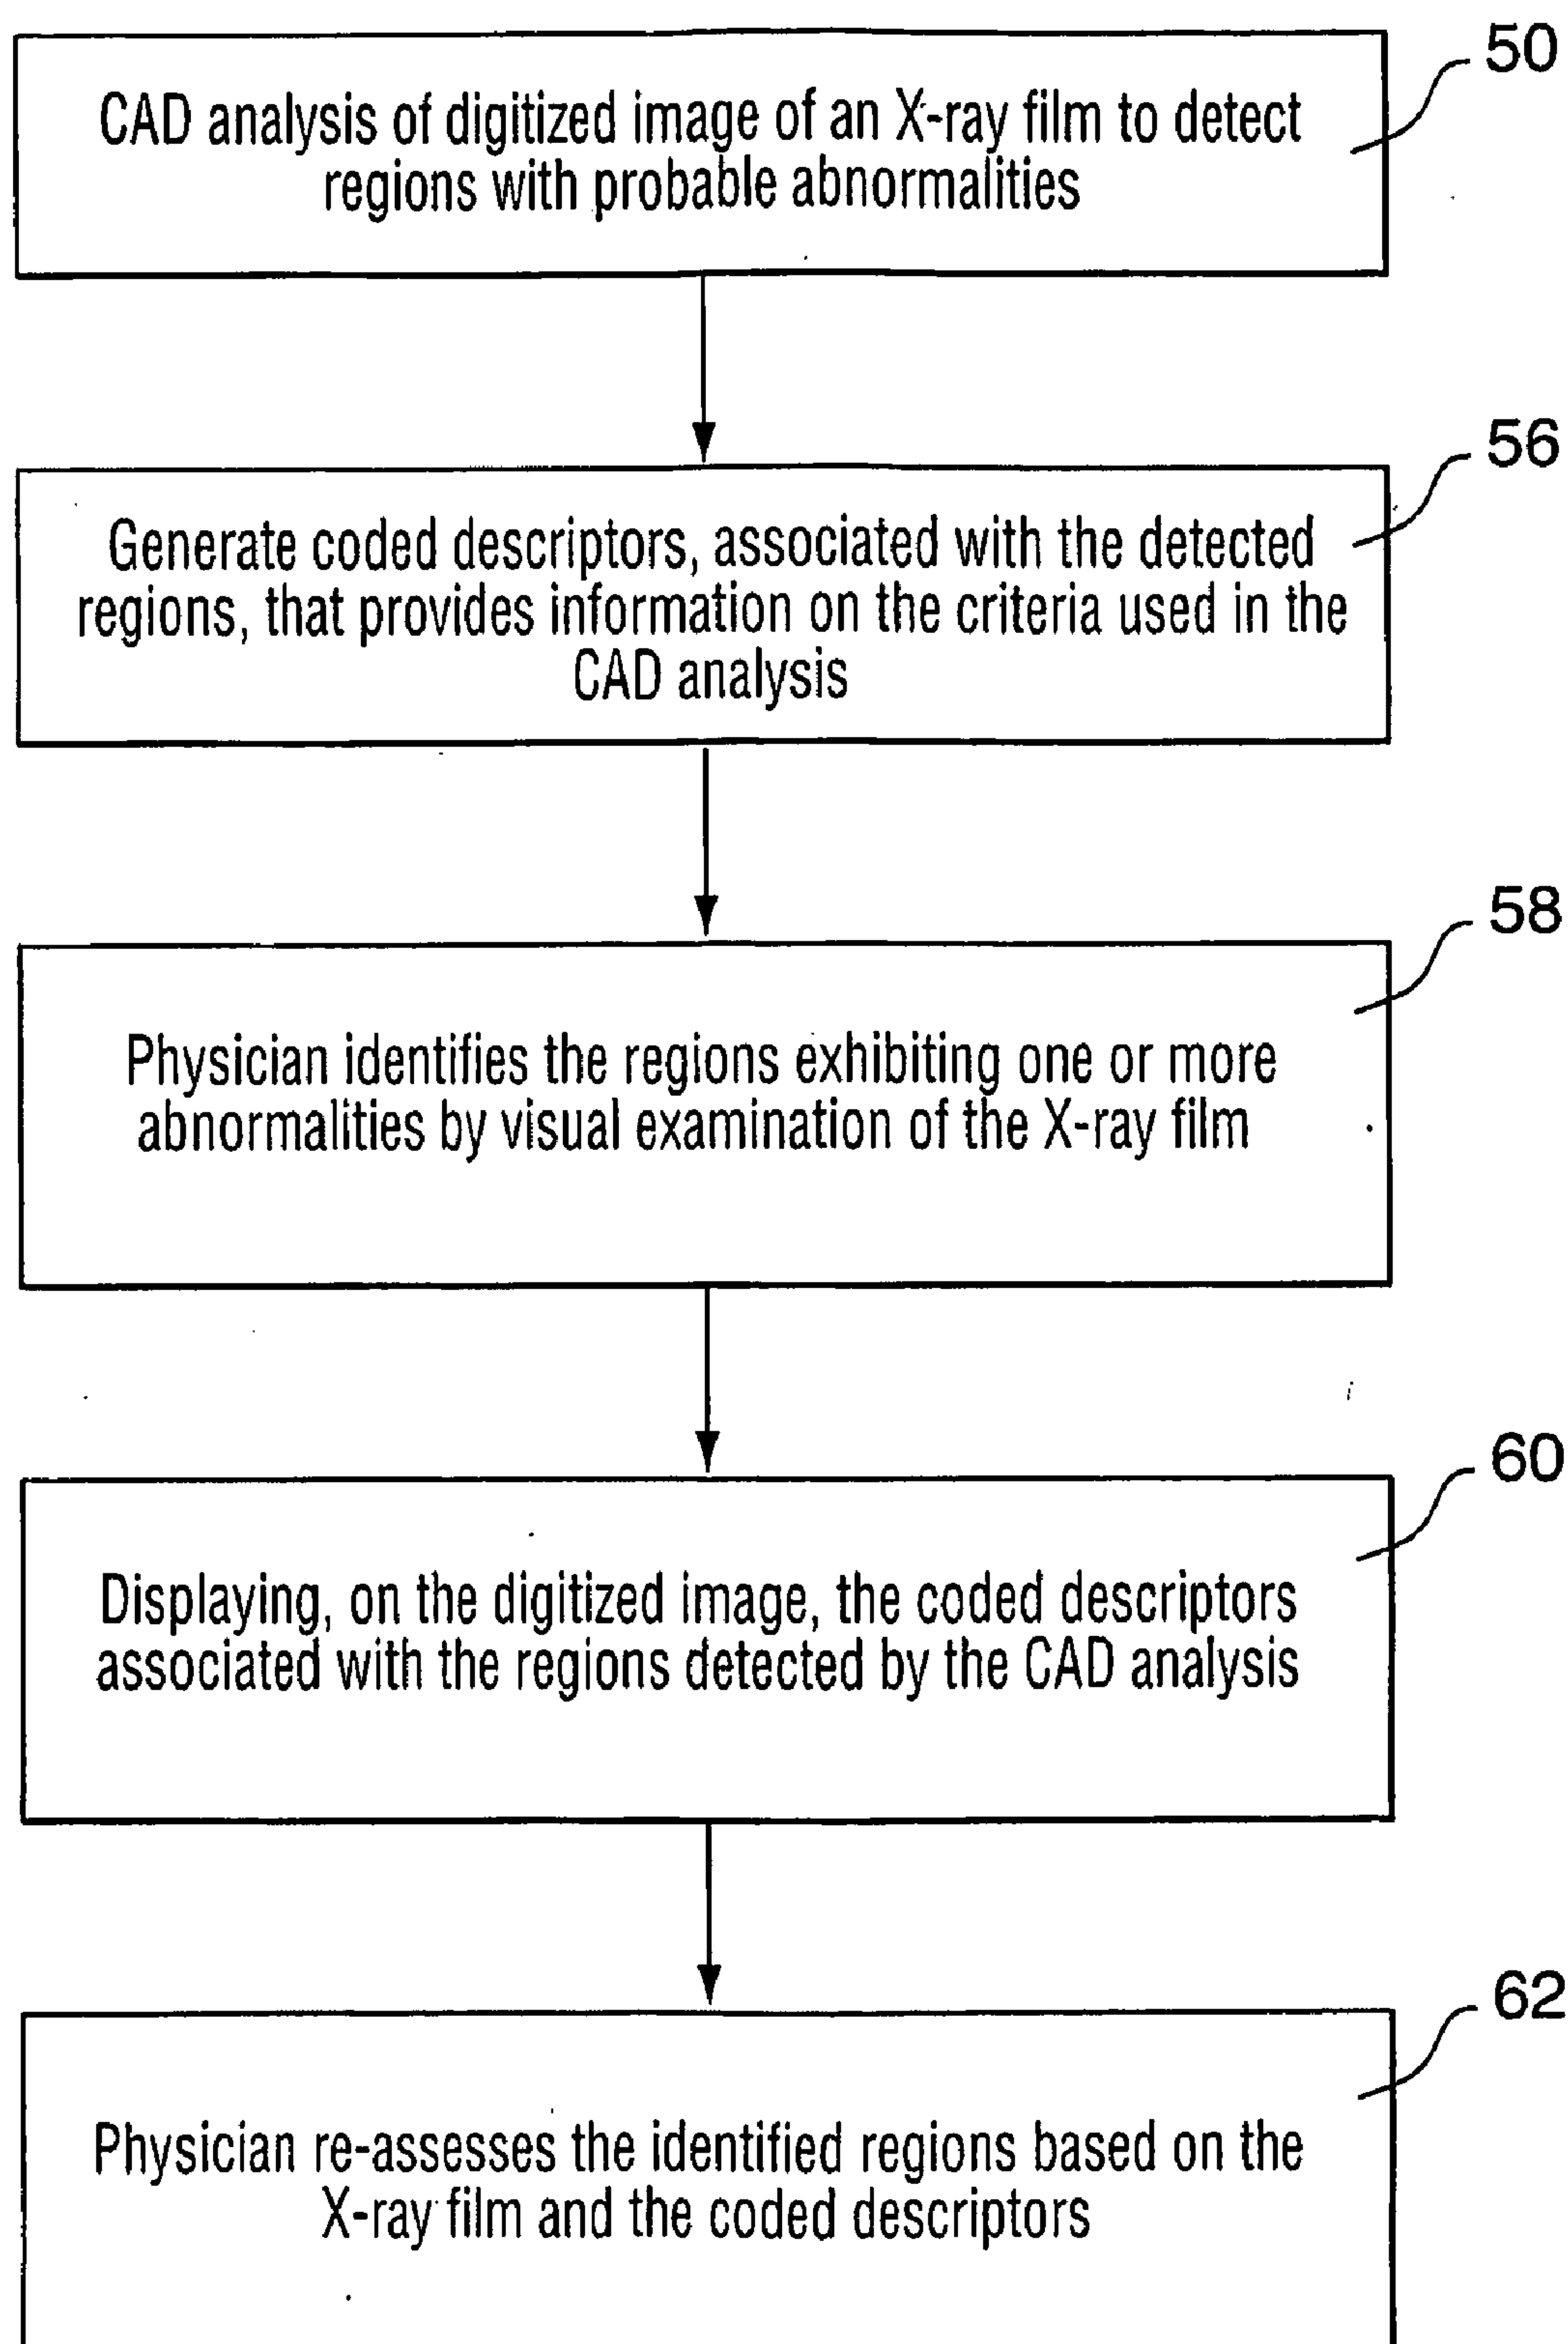 50
CAD analysis of digitized image of an X-ray film to detect
regions with probable abnormalities
56
Generate coded descriptors, associated with the detected
regions, that provides information on the criteria used in the
CAD analysis
58
Physician identifies the regions exhibiting one or more
abnormalities by visual examination of the X-ray film
60
Displaying, on the digitized image, the coded descriptors
associated with the regions detected by the CAD analysis
62
Physician re-assesses the identified regions based on the
X-ray film and the coded descriptors